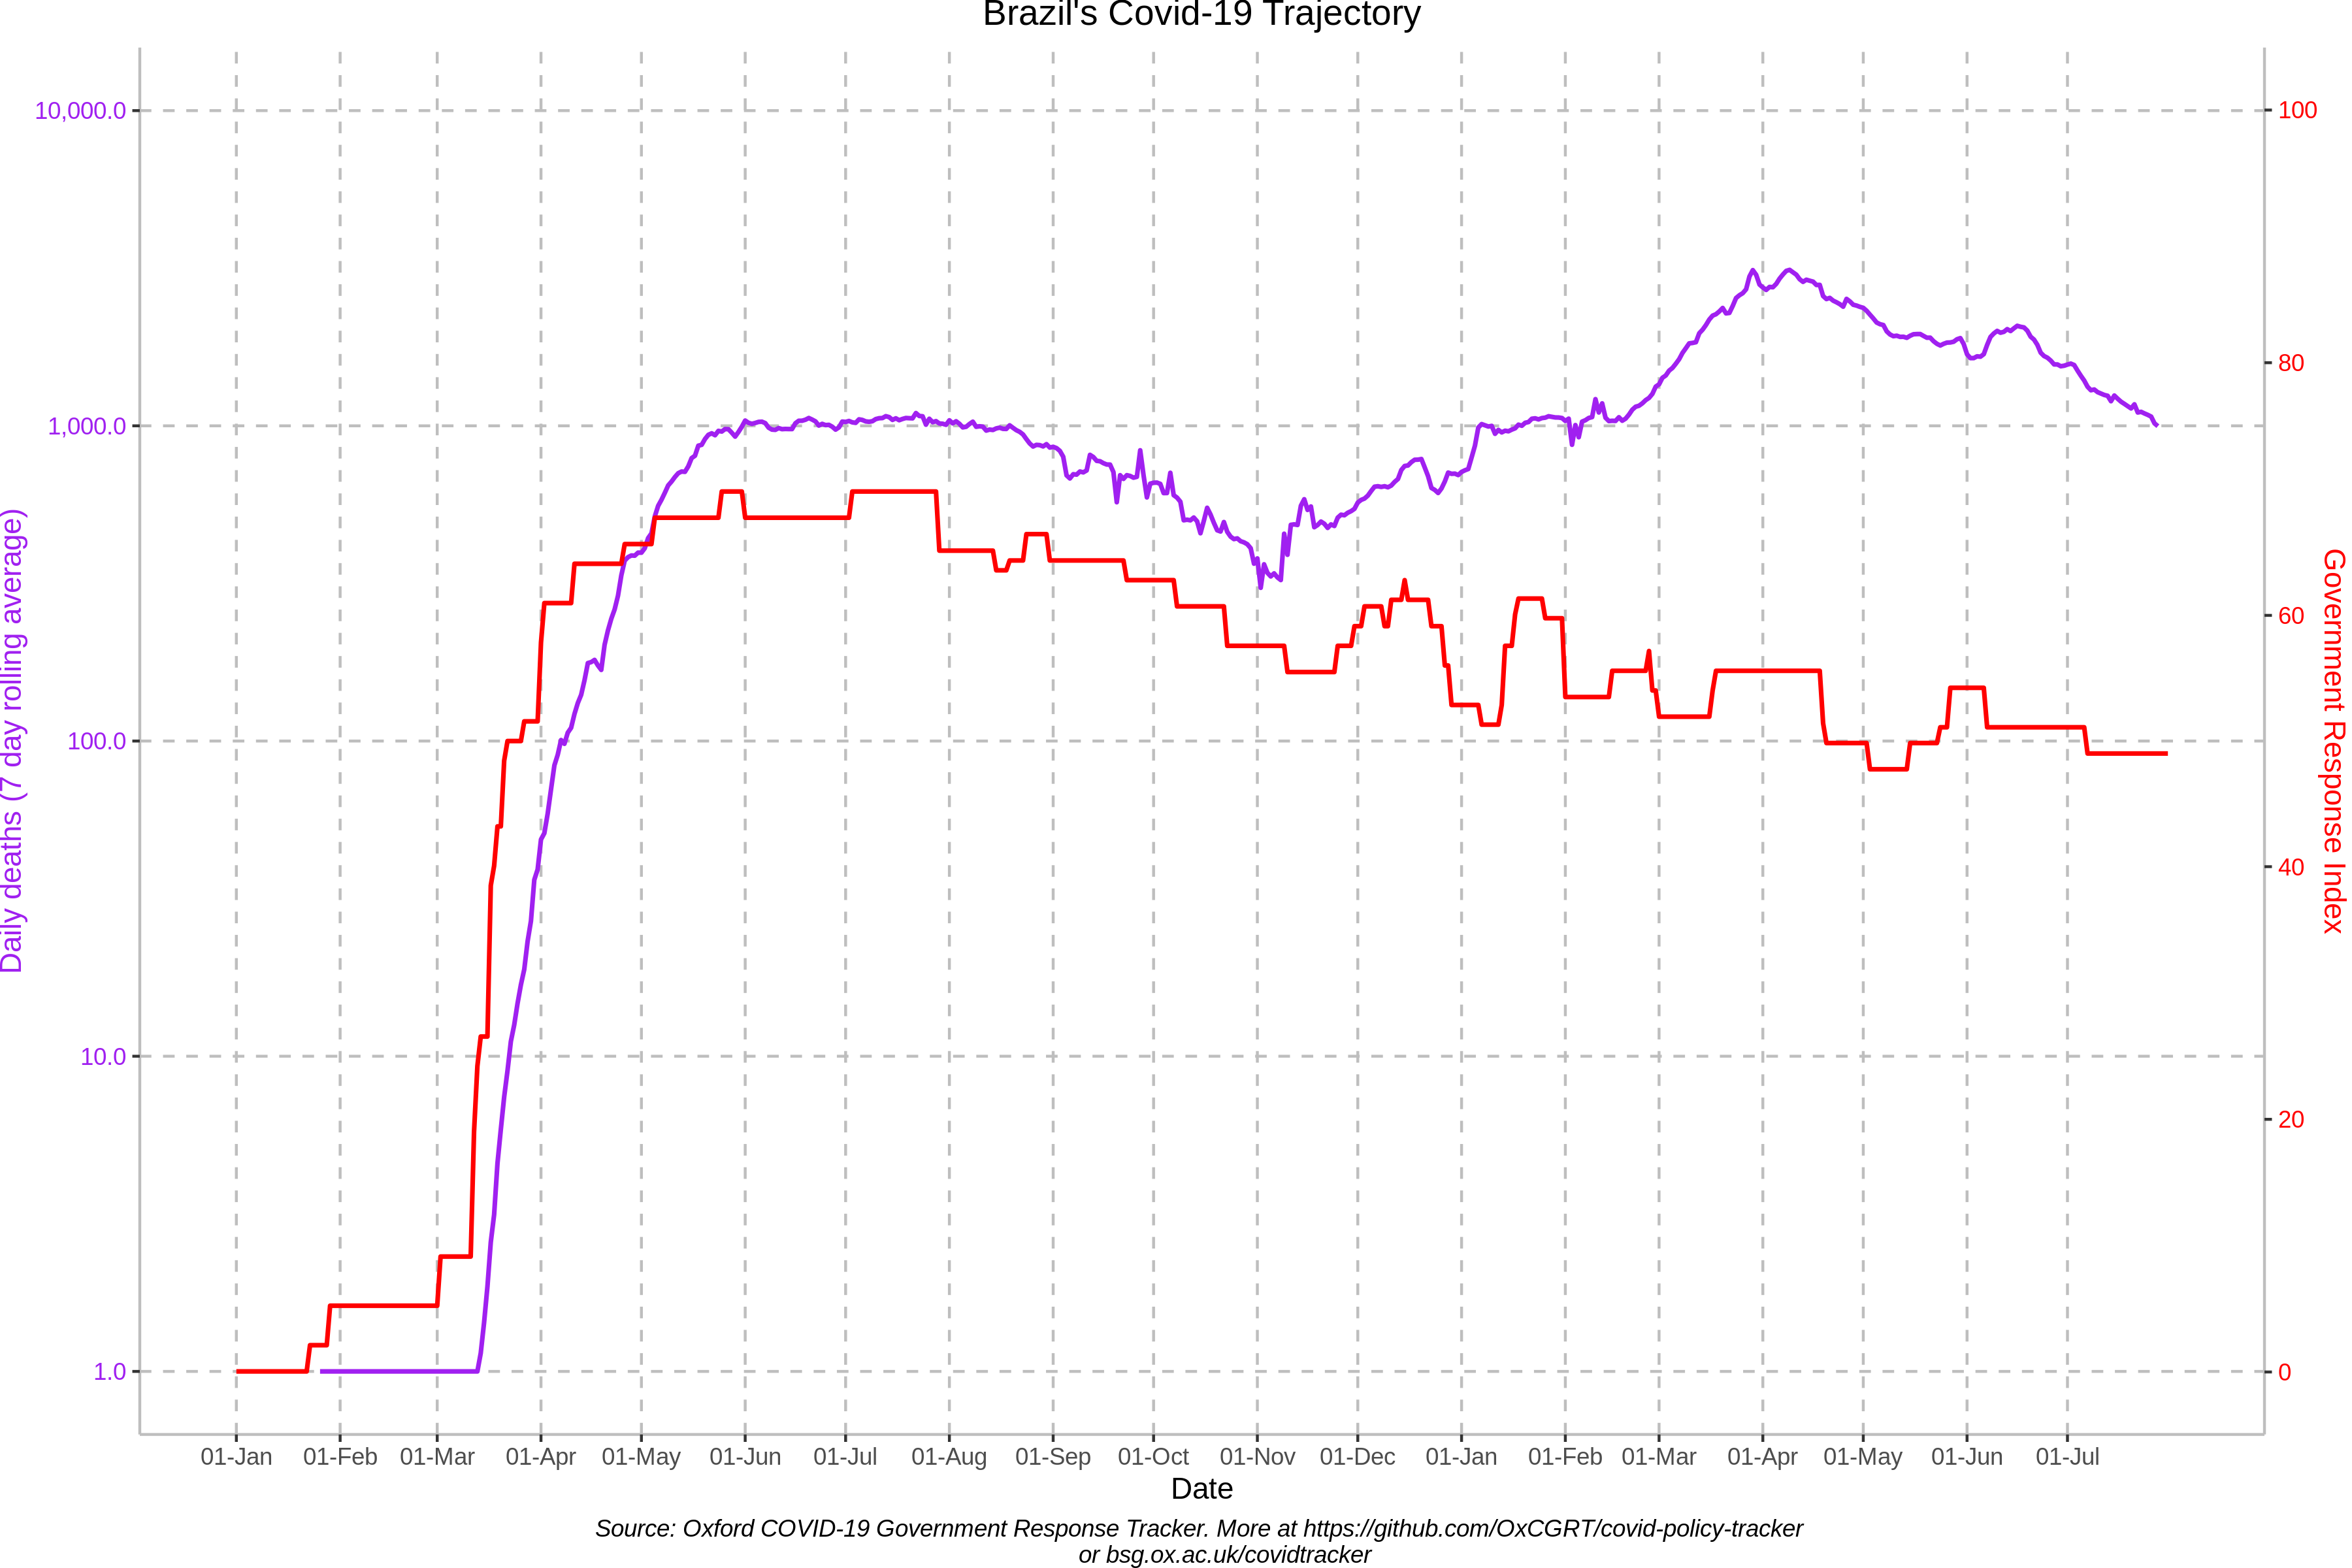 Brazil's Covid-19 Trajectory
10,000.0
1,000.0
100.0
10.0
1.0
Daily deaths (7 day rolling average)
100
80
60
40
20
0
Government Response Index
01-Jan 01-Feb 01-Mar 01-Apr 01-May 01-Jun 01-Jul 01-Aug 01-Sep 01-Oct 01-Nov 01-Dec 01-Jan 01-Feb 01-Mar 01-Apr 01-May 01-Jun 01-Jul
Date
Source: Oxford COVID-19 Government Response Tracker. More at https://github.com/OxCGRT/covid-policy-tracker
or bsg.ox.ac.uk/covidtracker